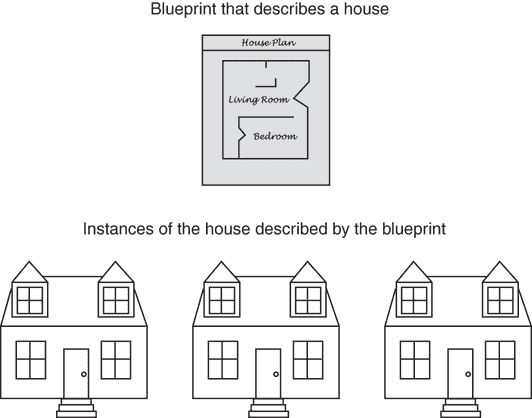 Blueprint that describes a house
House Plan
Living Room
Bedroom
Instances of the house described by the blueprint